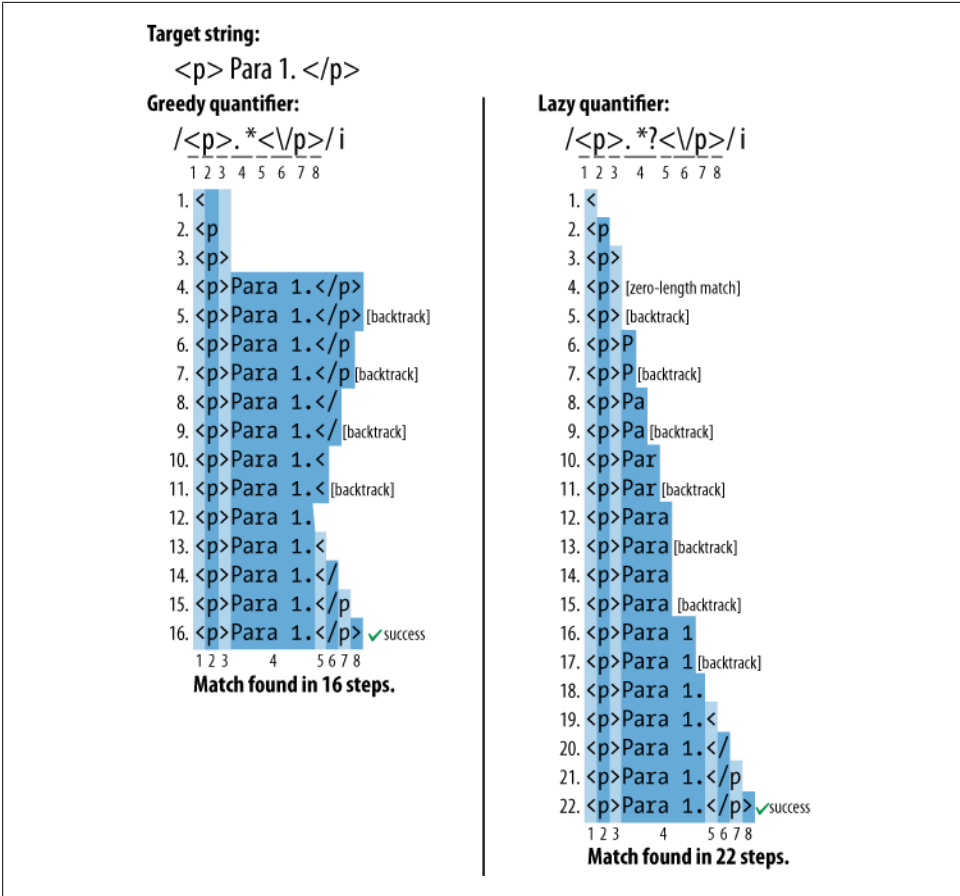 Target string:
<p> Para 1. </p>
Greedy quantifier:
/<p>. *<\/p>/ i
1 2 3 4 5 6 7 8
1. <
2. <p
3. <p>
4. <p>Para 1.</p>
5. <p>Para 1.</p> [backtrack]
6. <p>Para 1.</p
7. <p>Para 1.</p [backtrack]
8. <p>Para 1.</
9. <p>Para 1.</ [backtrack]
10. <p>Para 1.<
11. <p>Para 1.< [backtrack]
12. <p>Para 1.
13. <p>Para 1.<
14. <p>Para 1.</
15. <p>Para 1.</p
16. <p>Para 1.</p> ✓success
1 2 3 4 5 6 7 8
Match found in 16 steps.
Lazy quantifier:
/<p>. *?<\/p>/ i
1 2 3 4 5 6 7 8
1. <
2. <p
3. <p>
4. <p> [zero-length match]
5. <p> [backtrack]
6. <p>P
7. <p>P [backtrack]
8. <p>Pa
9. <p>Pa [backtrack]
10. <p>Par
11. <p>Par [backtrack]
12. <p>Para
13. <p>Para [backtrack]
14. <p>Para
15. <p>Para [backtrack]
16. <p>Para 1
17. <p>Para 1 [backtrack]
18. <p>Para 1.
19. <p>Para 1.<
20. <p>Para 1.</
21. <p>Para 1.</p
22. <p>Para 1.</p> ✓success
1 2 3 4 5 6 7 8
Match found in 22 steps.